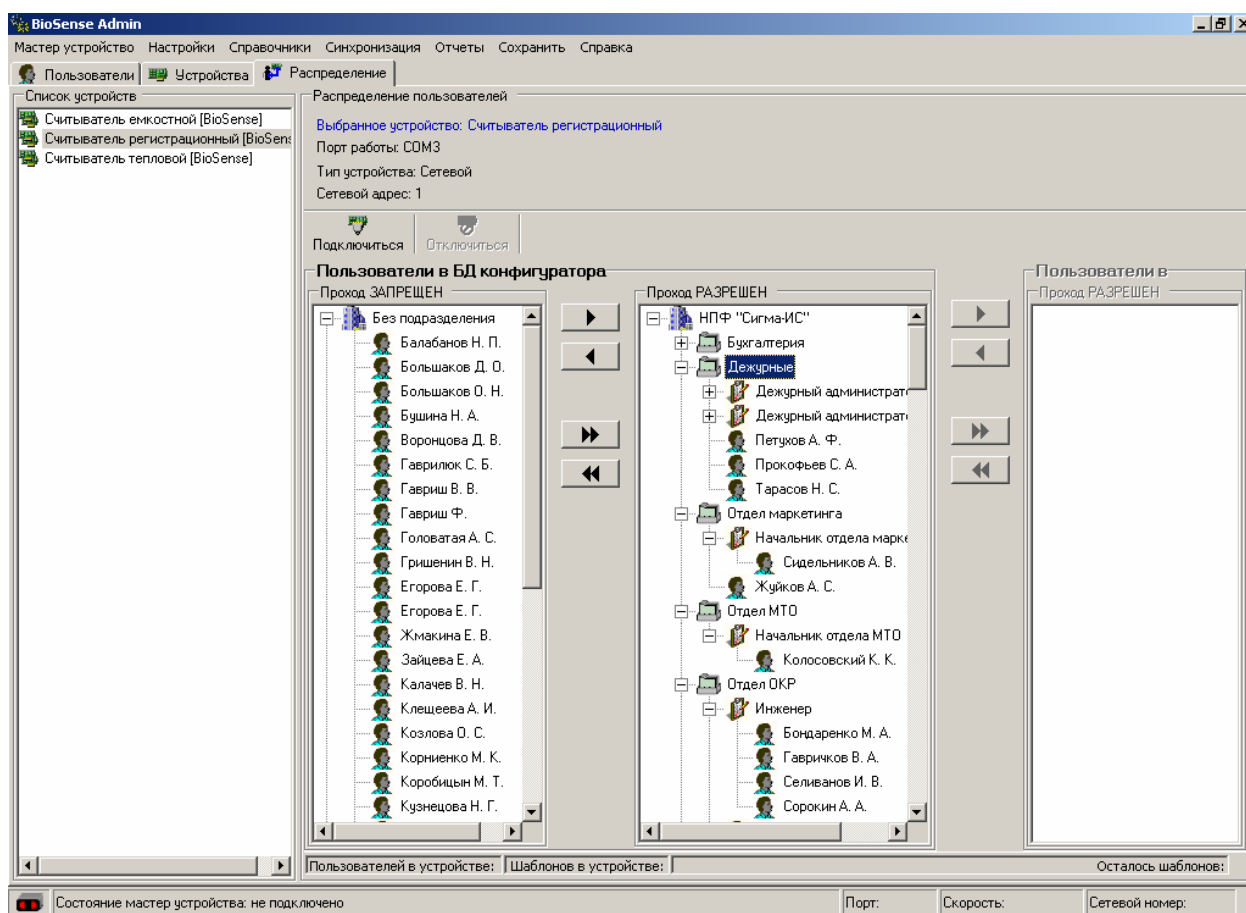 BioSense Admin
Мастер устройство Настройки Справочники Синхронизация Отчеты Сохранить Справка
Пользователи Устройства Распределение
Список устройств
Считыватель емкостной [BioSense]
Считыватель регистрационный [BioSens
Считыватель тепловой [BioSense]
Распределение пользователей
Выбранное устройство: Считыватель регистрационный
Порт работы: COM3
Тип устройства: Сетевой
Сетевой адрес: 1
Подключиться Отключиться
Пользователи в БД конфигуратора
Проход ЗАПРЕЩЕН
Без подразделения
Балабанов Н. П.
Большаков Д. О.
Большаков О. Н.
Бушина Н. А.
Воронцова Д. В.
Гаврилюк С. Б.
Гавриш В. В.
Гавриш Ф.
Головатая А. С.
Гришенин В. Н.
Егорова Е. Г.
Егорова Е. Г.
Жмакина Е. В.
Зайцева Е. А.
Калачев В. Н.
Клещеева А. И.
Козлова О. С.
Корниенко М. К.
Коробицын М. Т.
Кузнецова Н. Г.
Проход РАЗРЕШЕН
НПФ "Сигма-ИС"
Бухгалтерия
Дежурные
Дежурный администрат
Дежурный администрат
Петухов А. Ф.
Прокофьев С. А.
Тарасов Н. С.
Отдел маркетинга
Начальник отдела марке
Сидельников А. В.
Жуйков А. С.
Отдел МТО
Начальник отдела МТО
Колосовский К. К.
Отдел ОКР
Инженер
Бондаренко М. А.
Гавричков В. А.
Селиванов И. В.
Сорокин А. А.
Пользователи в
Проход РАЗРЕШЕН
Пользователей в устройстве: Шаблонов в устройстве: Осталось шаблонов:
Состояние мастер устройства: не подключено Порт: Скорость: Сетевой номер: